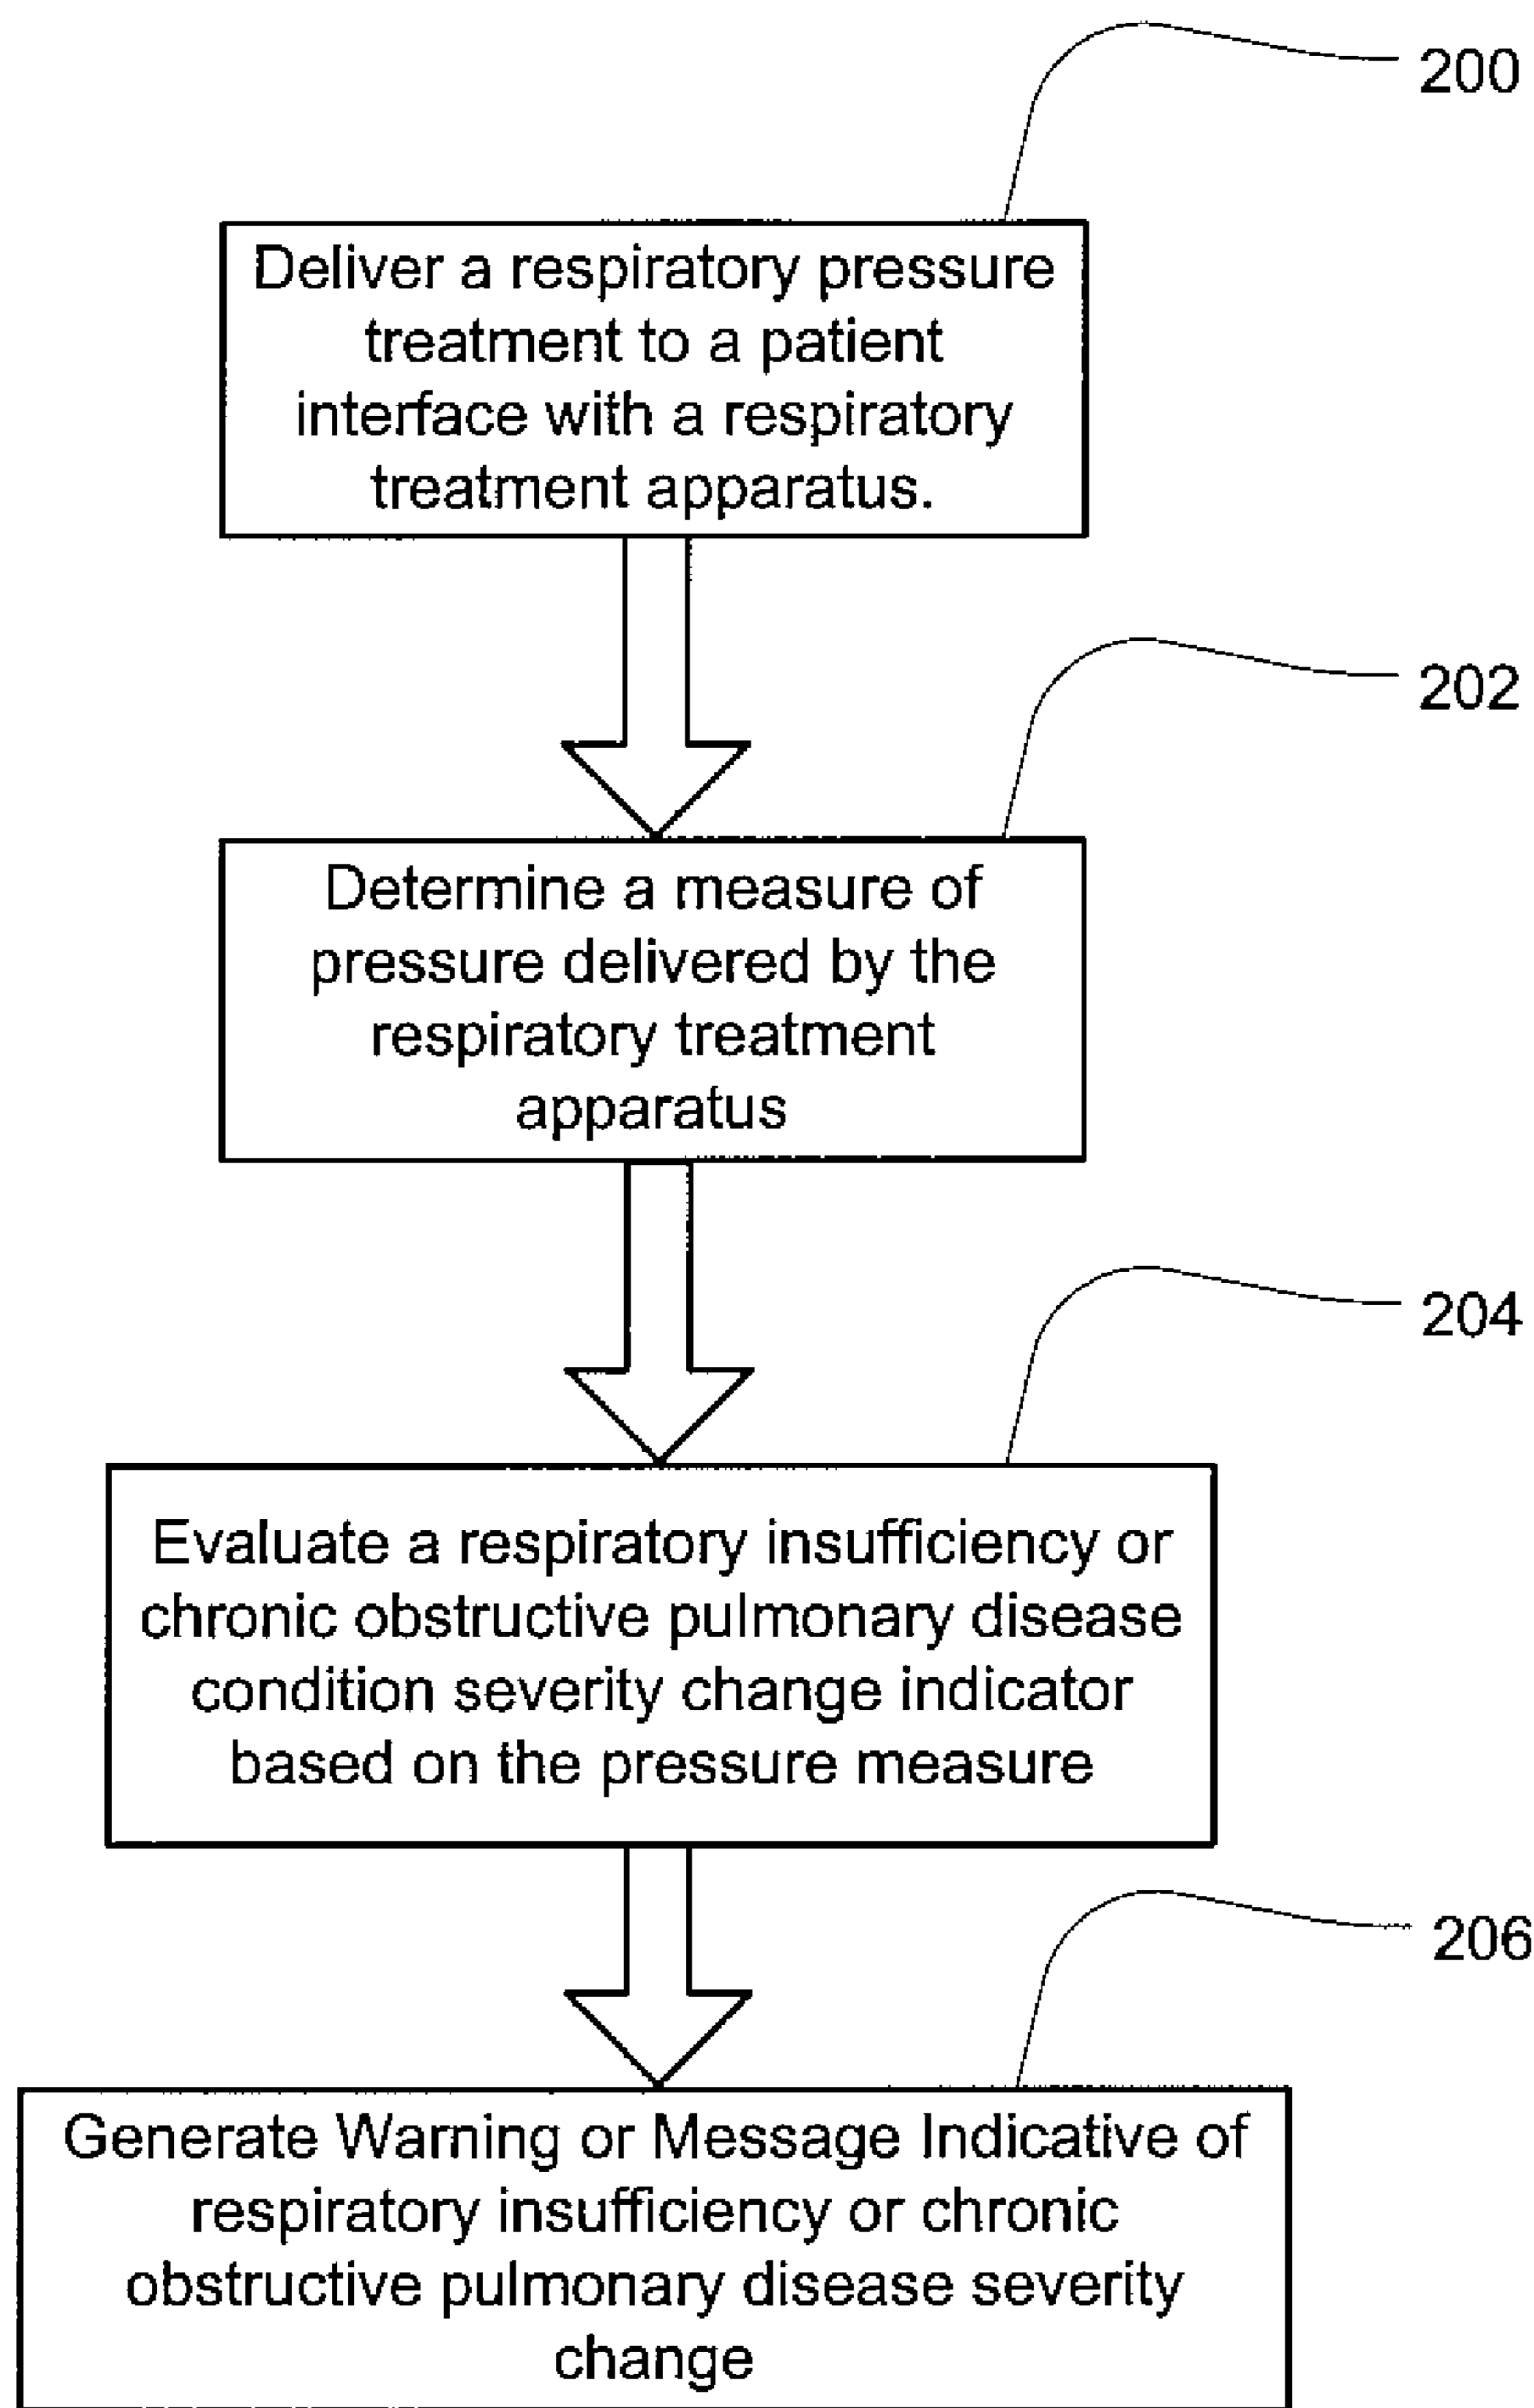 200
Deliver a respiratory pressure
treatment to a patient
interface with a respiratory
treatment apparatus.
202
Determine a measure of
pressure delivered by the
respiratory treatment
apparatus
204
Evaluate a respiratory insufficiency or
chronic obstructive pulmonary disease
condition severity change indicator
based on the pressure measure
206
Generate Warning or Message Indicative of
respiratory insufficiency or chronic
obstructive pulmonary disease severity
change